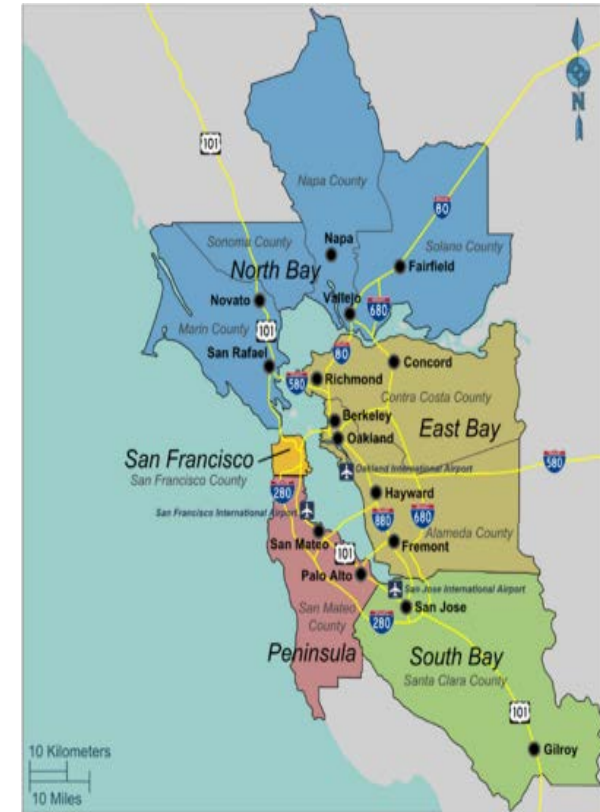 N
101
Napa County
80
Sonoma County
Napa
Solano County
North Bay
Fairfield
Novato
Vallejo
680
Marin County
101
San Rafael
80
Concord
580
Richmond
Contra Costa County
Berkeley
East Bay
Oakland
San Francisco
San Francisco County
580
Oakland International Airport
280
Hayward
San Francisco International Airport
880
680
Alameda County
San Mateo
101
Fremont
Palo Alto
San Jose International Airport
San Mateo
County
San Jose
280
Peninsula
South Bay
Santa Clara County
101
Gilroy
10 Kilometers
10 Miles